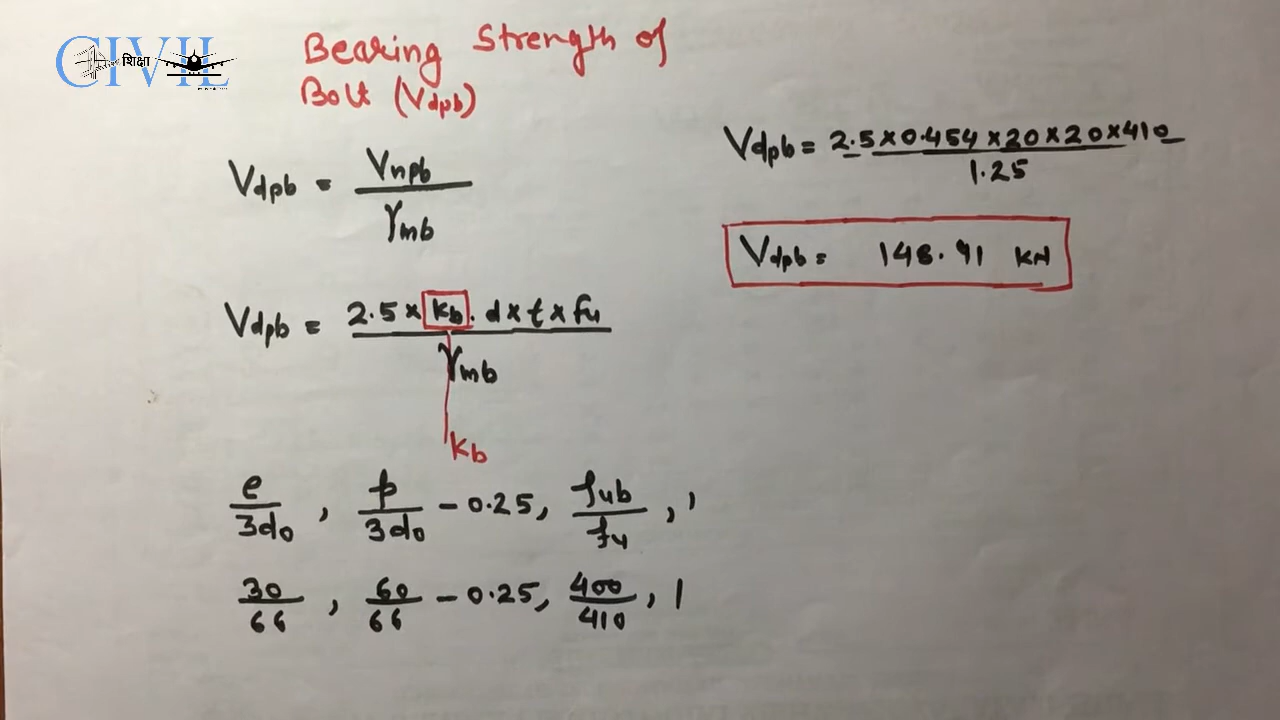 CIVIL शिक्षा
Bearing Strength of
Bolt (Vdpb)
Vdpb = Vnpb / γmb
Vdpb = 2.5 × kb . d × t × fu / γmb
kb
e / 3d0 , p / 3d0 - 0.25, fub / fu , 1
30 / 66 , 60 / 66 - 0.25, 400 / 410 , 1
Vdpb = 2.5×0.454×20×20×410 / 1.25
Vdpb = 148.91 kN